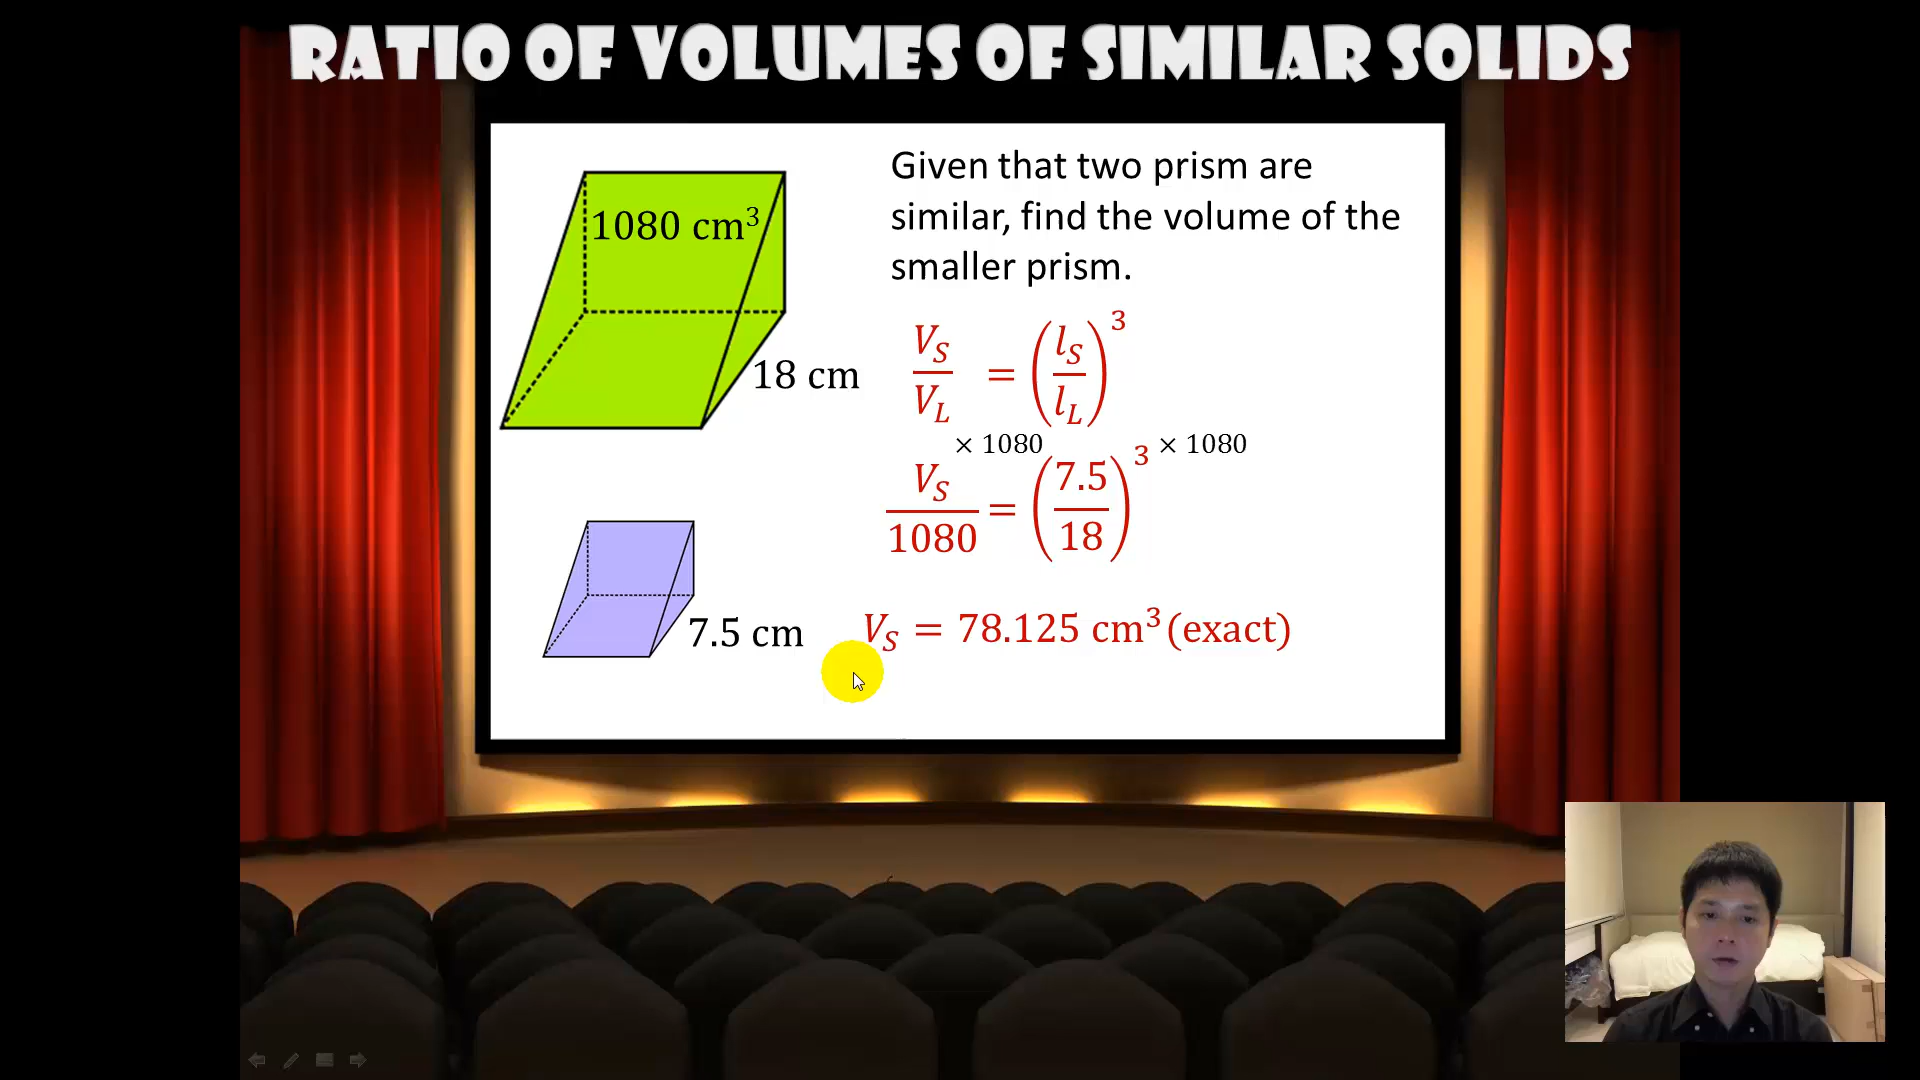 RATIO OF VOLUMES OF SIMILAR SOLIDS
1080 cm³
18 cm
7.5 cm
Given that two prism are
similar, find the volume of the
smaller prism.
V_S / V_L = (l_S / l_L)³
× 1080 × 1080
V_S / 1080 = (7.5 / 18)³
V_S = 78.125 cm³ (exact)